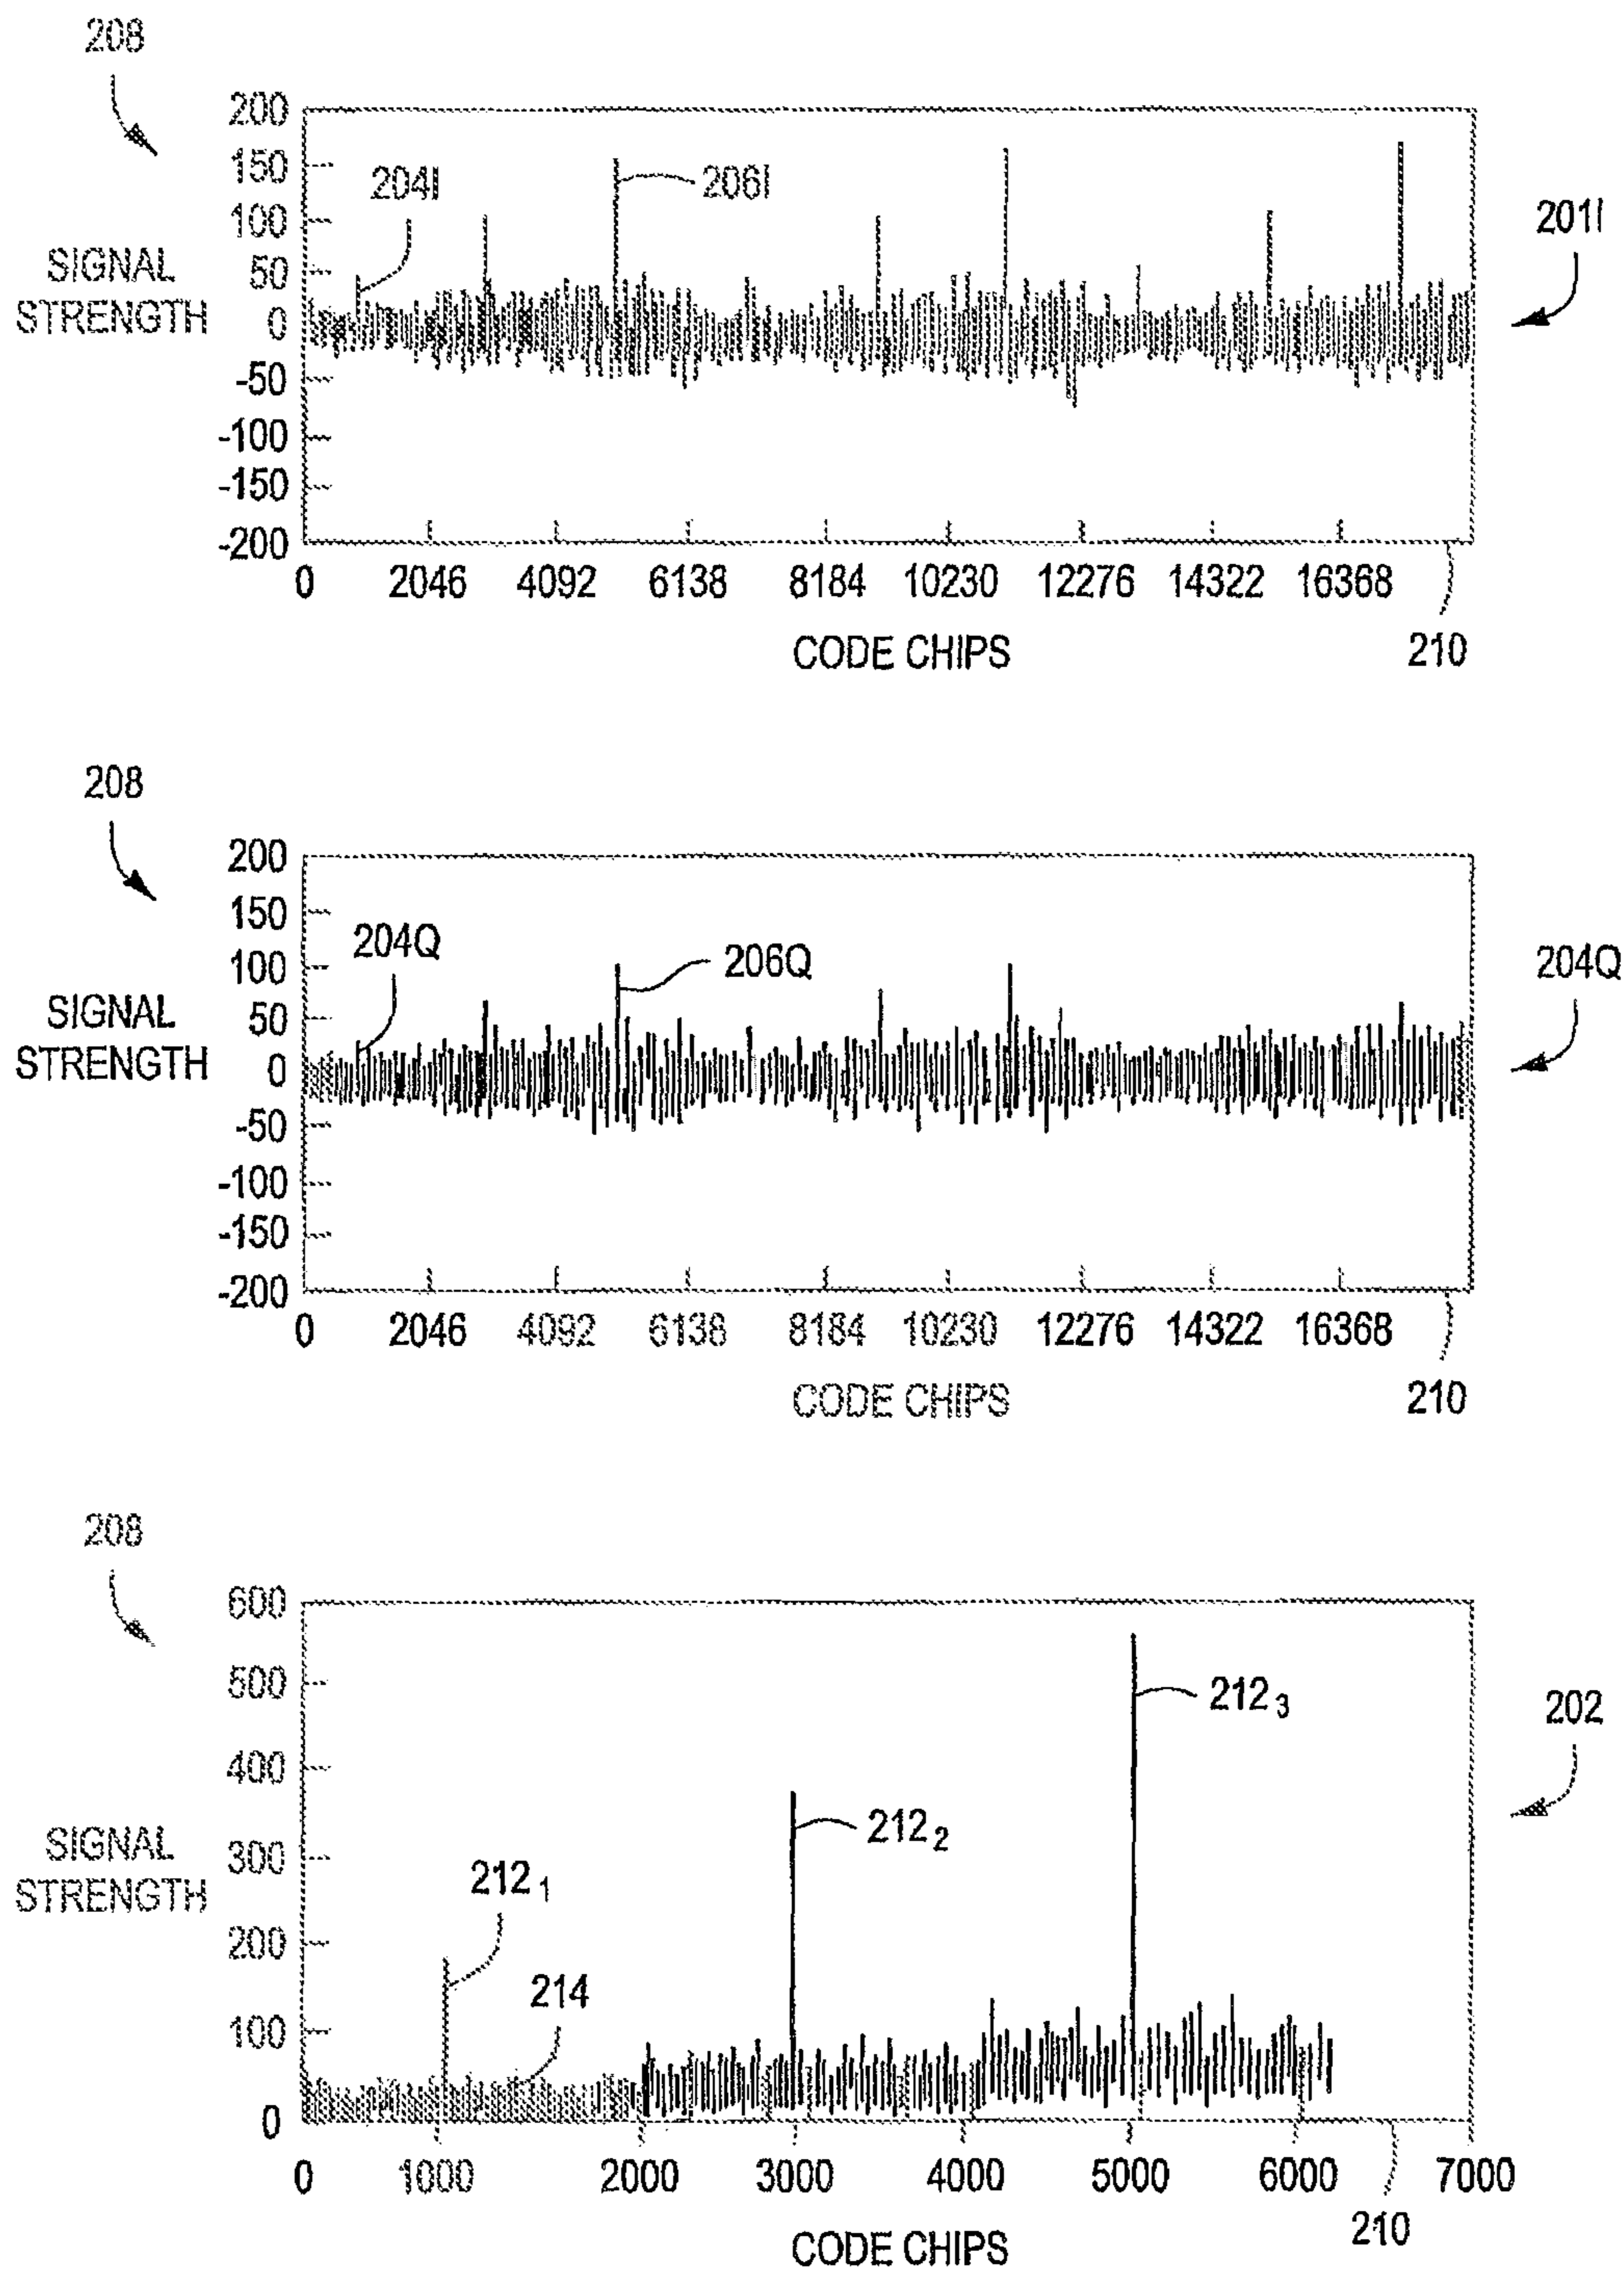 208
200
150
204I
206I
100
201I
SIGNAL
STRENGTH
50
0
-50
-100
-150
-200
0 2046 4092 6138 8184 10230 12276 14322 16368
CODE CHIPS
210
208
200
150
204Q
206Q
100
204Q
SIGNAL
STRENGTH
50
0
-50
-100
-150
-200
0 2046 4092 6138 8184 10230 12276 14322 16368
CODE CHIPS
210
208
600
500
212 3
202
400
212 2
SIGNAL
STRENGTH
300
212 1
200
214
100
0
0 1000 2000 3000 4000 5000 6000 7000
210
CODE CHIPS